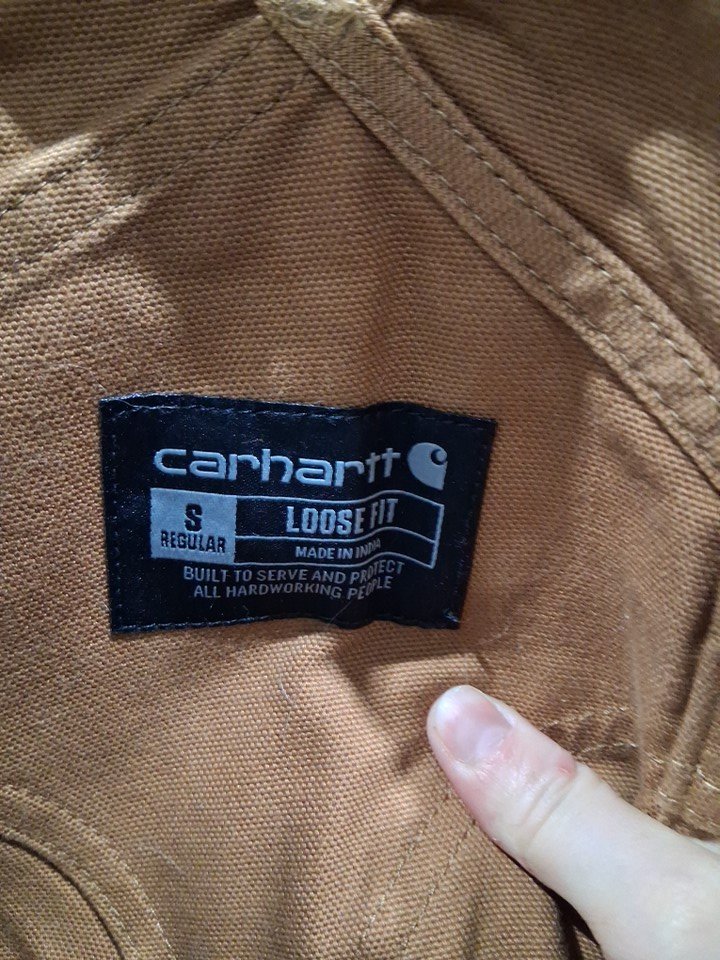 carhartt
S
REGULAR
LOOSE FIT
MADE IN INDIA
BUILT TO SERVE AND PROTECT
ALL HARDWORKING PEOPLE